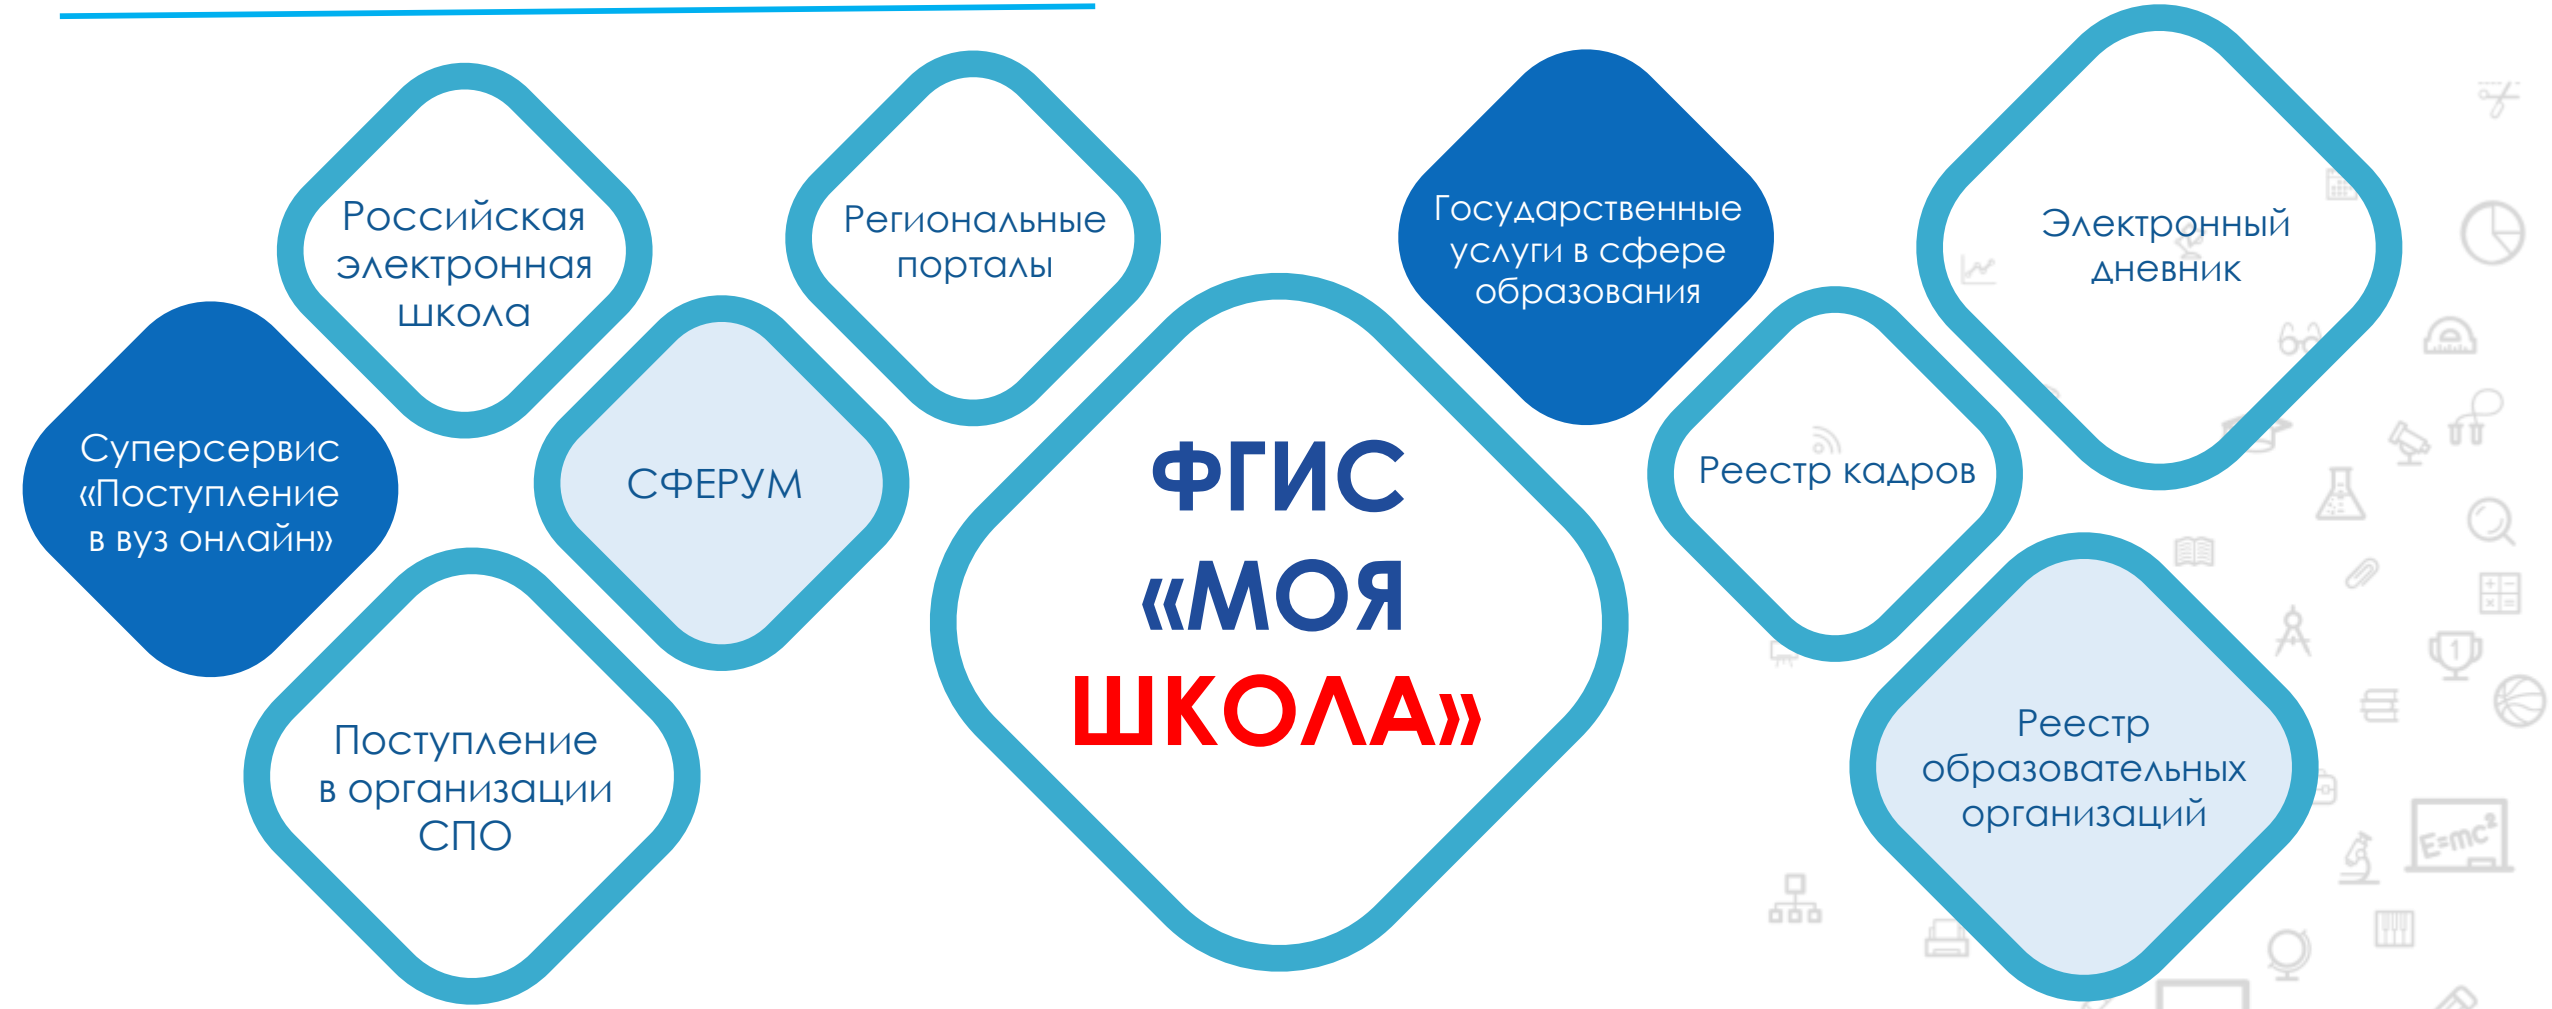 Российская
электронная
школа
Региональные
порталы
Государственные
услуги в сфере
образования
Электронный
дневник
Суперсервис
«Поступление
в вуз онлайн»
СФЕРУМ
ФГИС
«МОЯ
ШКОЛА»
Реестр кадров
Поступление
в организации
СПО
Реестр
образовательных
организаций
1
E=mc²